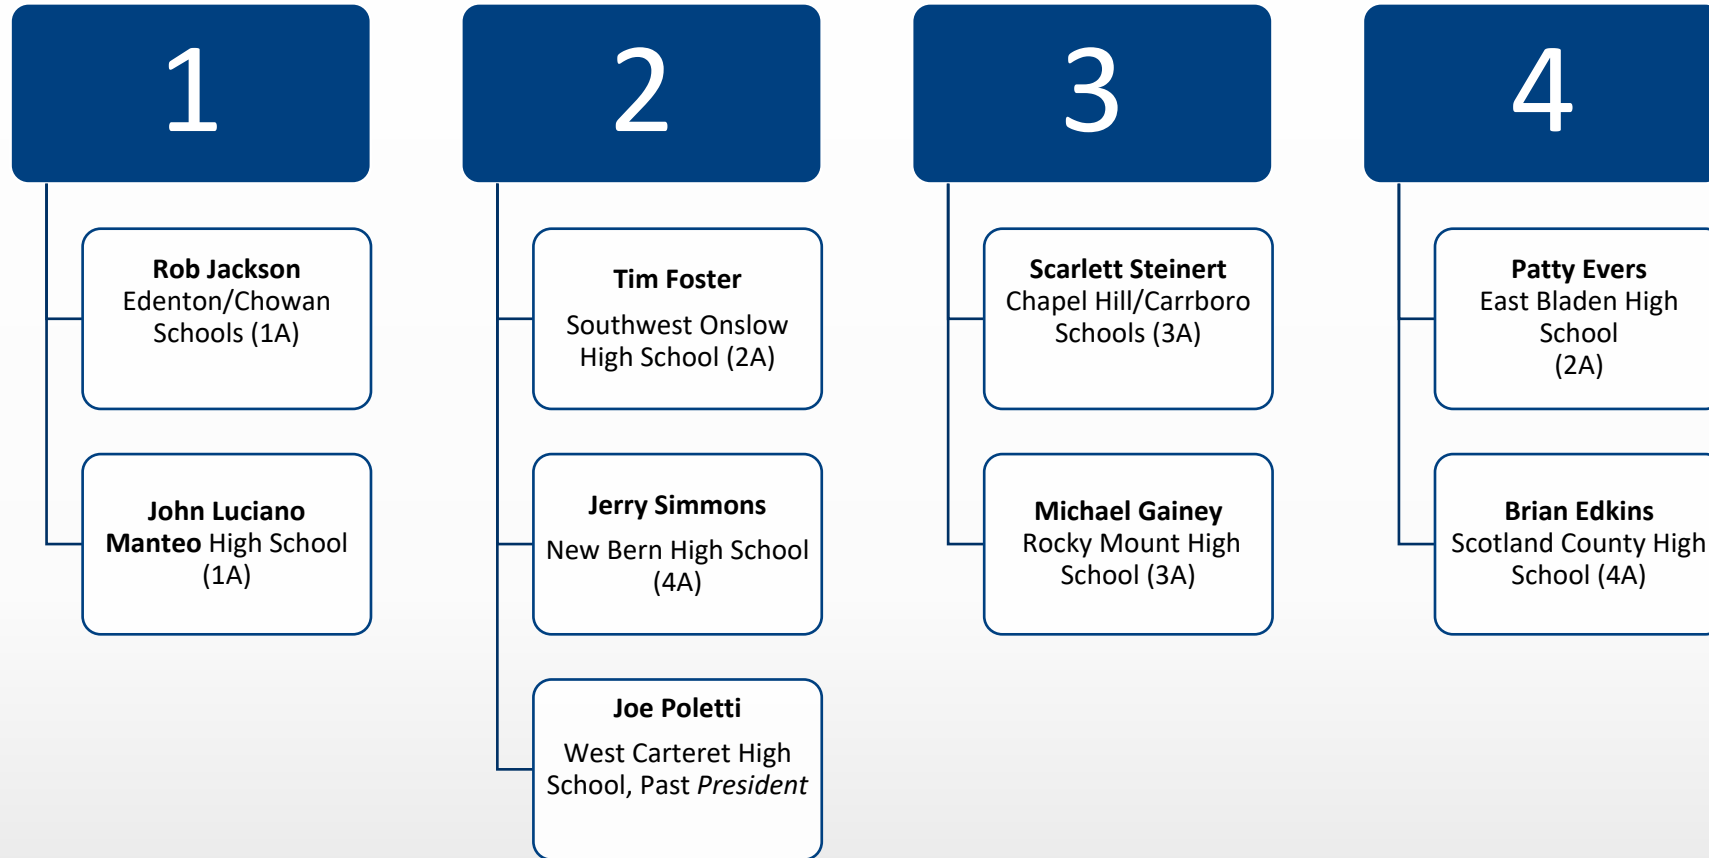 1
Rob Jackson
Edenton/Chowan
Schools (1A)
John Luciano
Manteo High School
(1A)
2
Tim Foster
Southwest Onslow
High School (2A)
Jerry Simmons
New Bern High School
(4A)
Joe Poletti
West Carteret High
School, Past President
3
Scarlett Steinert
Chapel Hill/Carrboro
Schools (3A)
Michael Gainey
Rocky Mount High
School (3A)
4
Patty Evers
East Bladen High
School
(2A)
Brian Edkins
Scotland County High
School (4A)